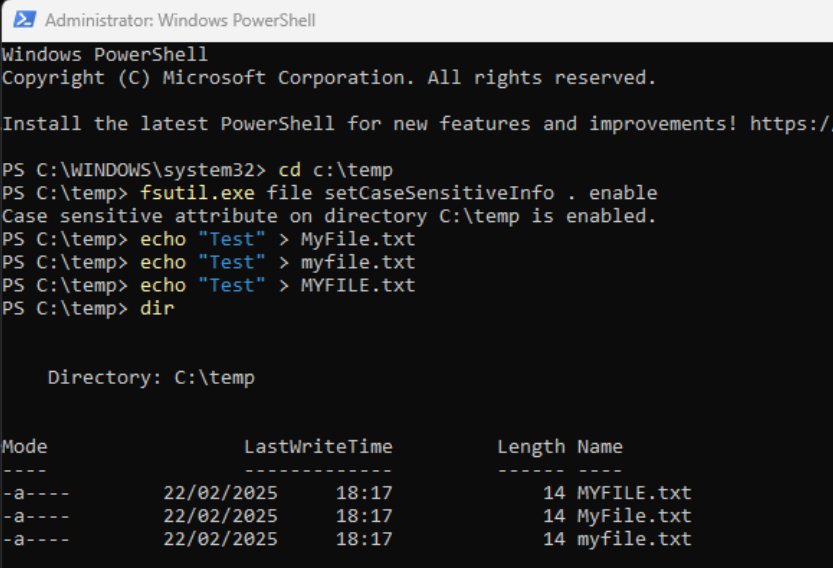 Administrator: Windows PowerShell
Windows PowerShell
Copyright (C) Microsoft Corporation. All rights reserved.
Install the latest PowerShell for new features and improvements! https:/
PS C:\WINDOWS\system32> cd c:\temp
PS C:\temp> fsutil.exe file setCaseSensitiveInfo . enable
Case sensitive attribute on directory C:\temp is enabled.
PS C:\temp> echo "Test" > MyFile.txt
PS C:\temp> echo "Test" > myfile.txt
PS C:\temp> echo "Test" > MYFILE.txt
PS C:\temp> dir
Directory: C:\temp
Mode LastWriteTime Length Name
---- ------------- ------ ----
-a---- 22/02/2025 18:17 14 MYFILE.txt
-a---- 22/02/2025 18:17 14 MyFile.txt
-a---- 22/02/2025 18:17 14 myfile.txt